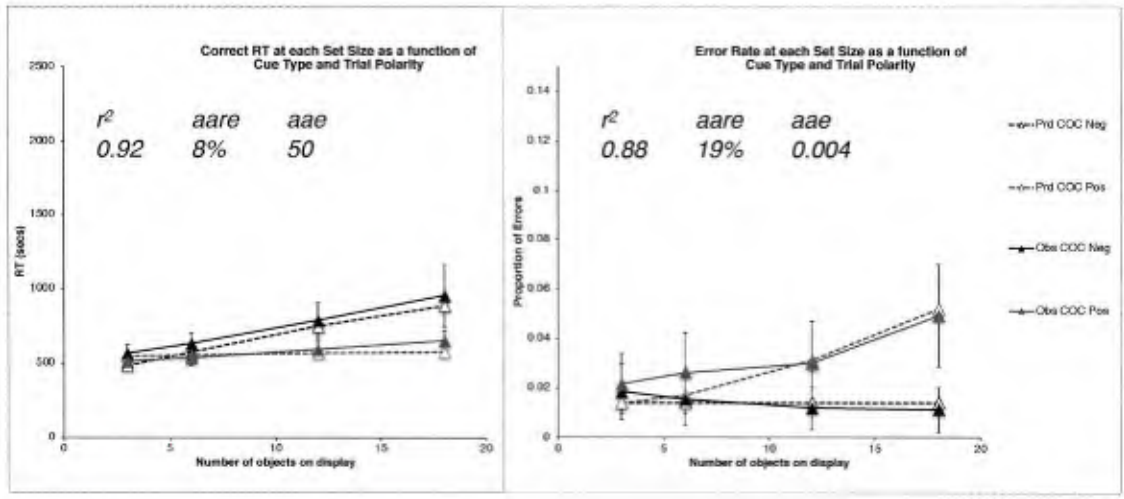 Correct RT at each Set Size as a function of
Cue Type and Trial Polarity
r² aare aae
0.92 8% 50
2500
2000
1500
1000
500
0
RT (secs)
0 5 10 15 20
Number of objects on display
Error Rate at each Set Size as a function of
Cue Type and Trial Polarity
r² aare aae
0.88 19% 0.004
0.14
0.12
0.1
0.08
0.06
0.04
0.02
0
Proportion of Errors
0 5 10 15 20
Number of objects on display
Prd COC Neg
Prd COC Pos
Obs COC Neg
Obs COC Pos